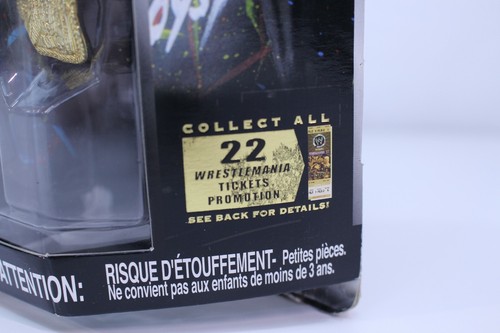 COLLECT ALL
22
WRESTLEMANIA
TICKETS
PROMOTION
SEE BACK FOR DETAILS!
ATTENTION: RISQUE D'ÉTOUFFEMENT- Petites pièces.
Ne convient pas aux enfants de moins de 3 ans.